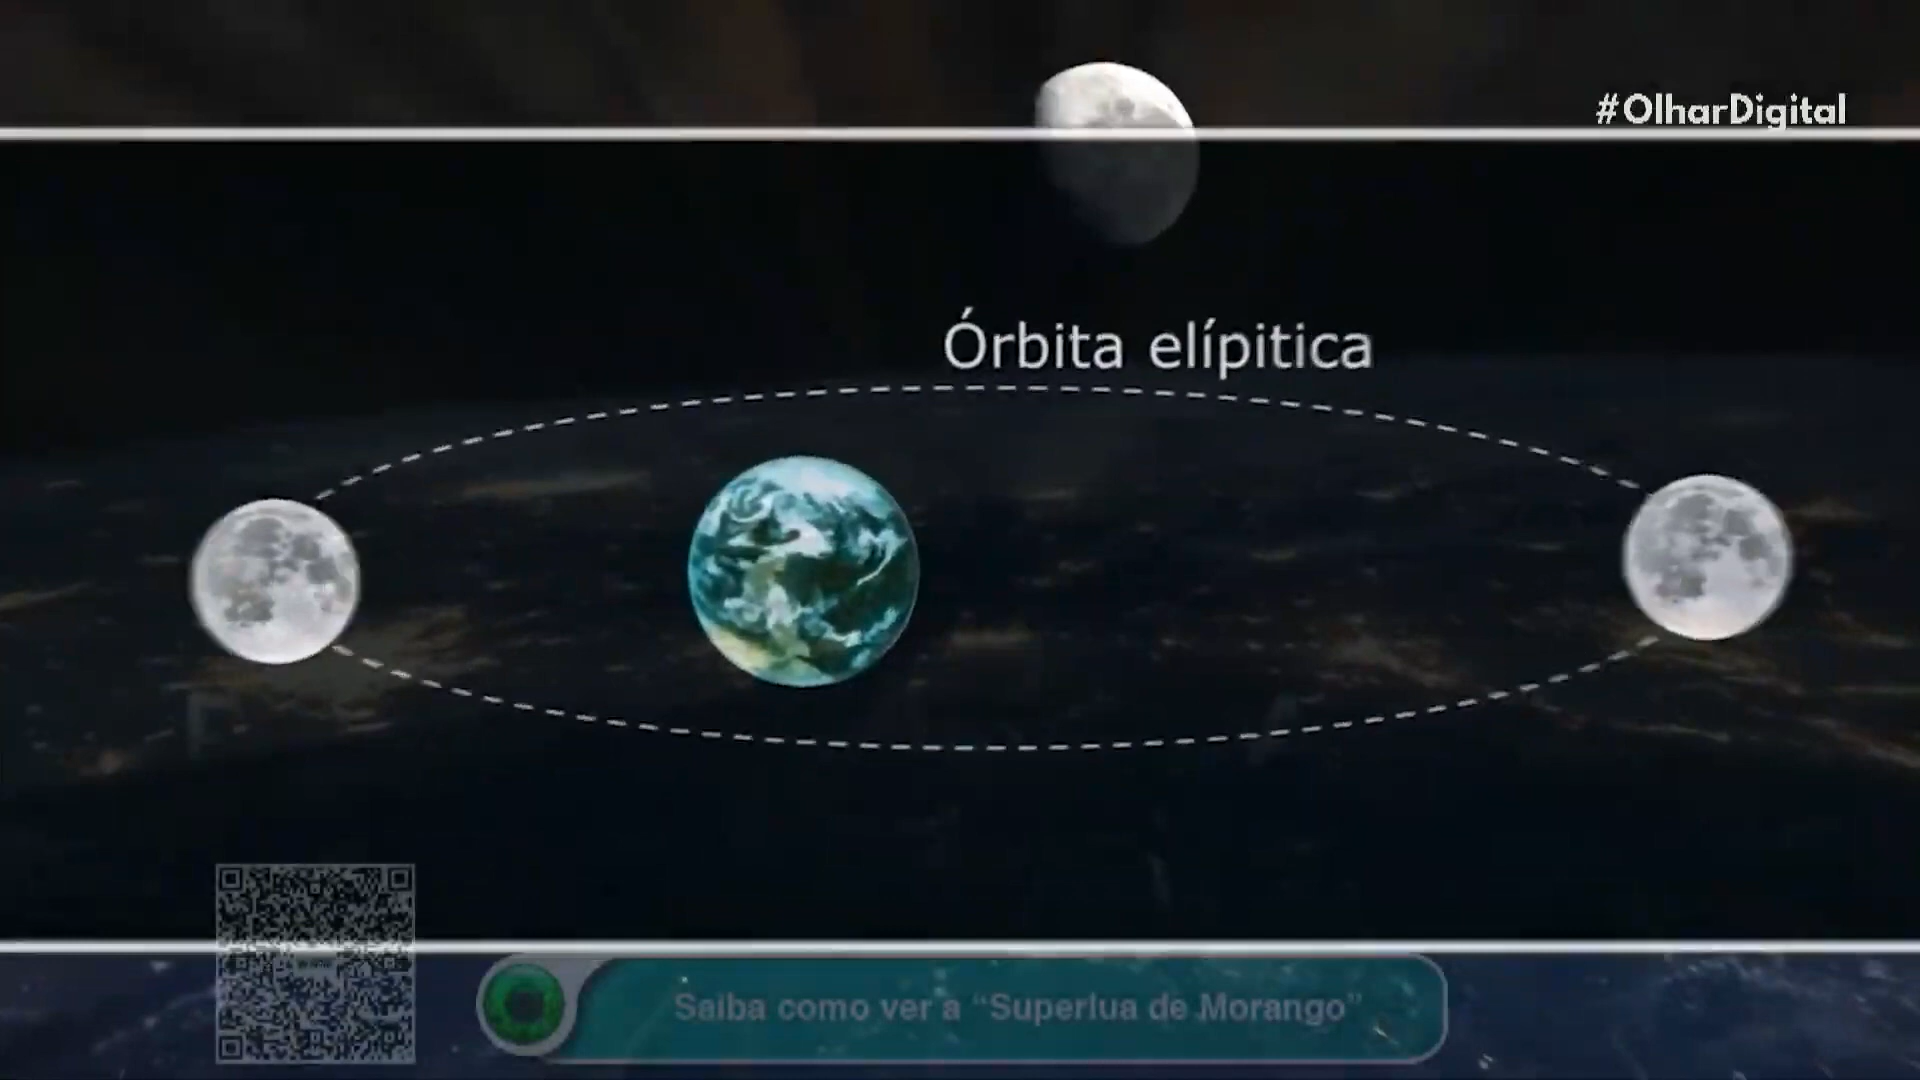 #OlharDigital
Órbita elípitica
Saiba como ver a “Superlua de Morango”